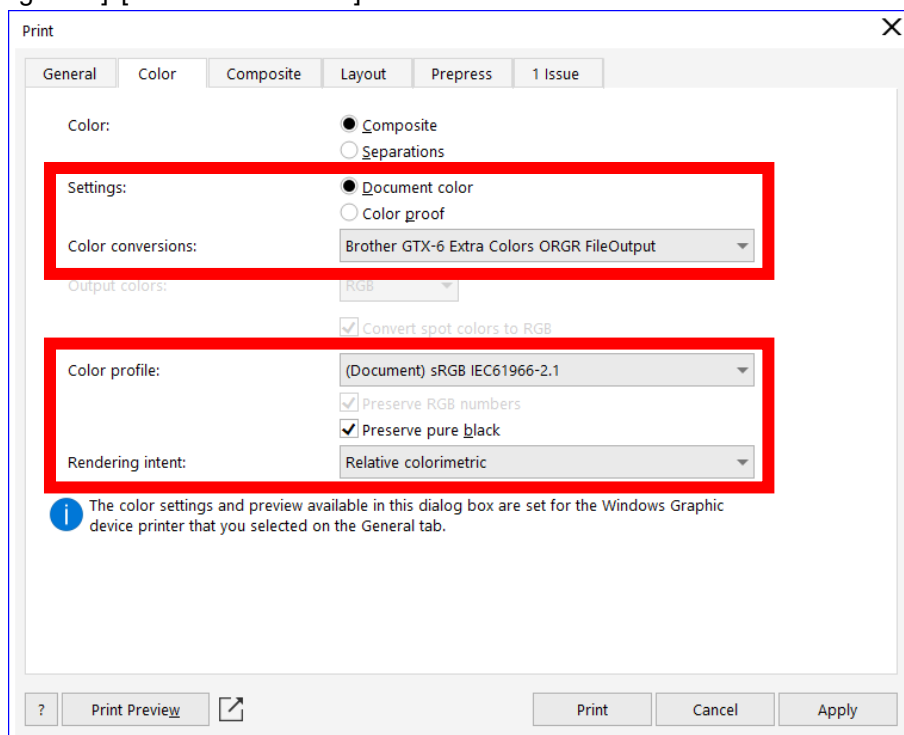 Print
General Color Composite Layout Prepress 1 Issue
Color: Composite
Separations
Settings: Document color
Color proof
Color conversions: Brother GTX-6 Extra Colors ORGR FileOutput
Output colors: RGB
Convert spot colors to RGB
Color profile: (Document) sRGB IEC61966-2.1
Preserve RGB numbers
Preserve pure black
Rendering intent: Relative colorimetric
The color settings and preview available in this dialog box are set for the Windows Graphic
device printer that you selected on the General tab.
? Print Preview Print Cancel Apply